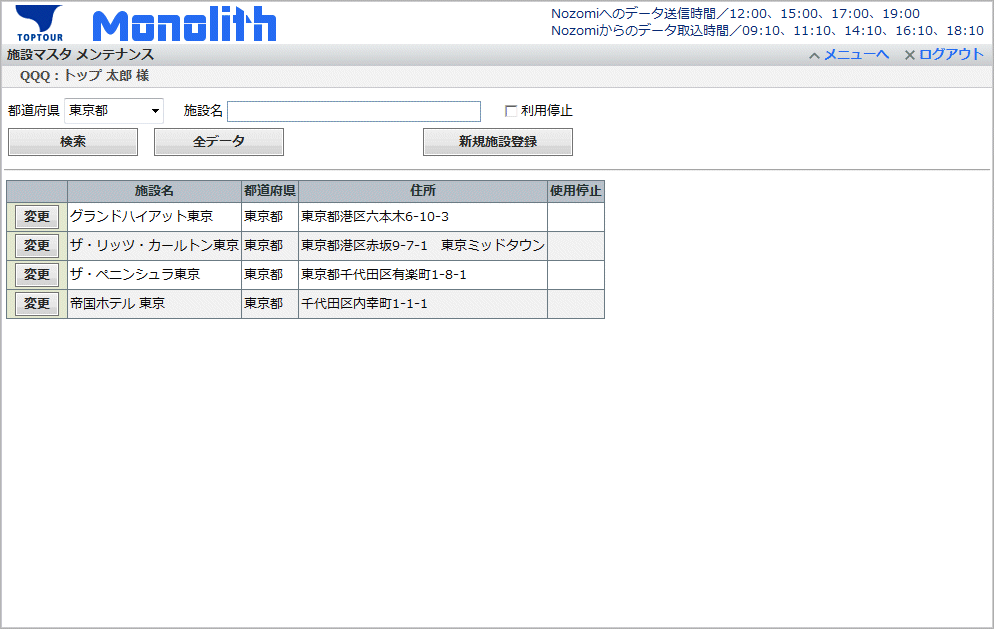 TOPTOUR
Monolith
Nozomiへのデータ送信時間／12:00、15:00、17:00、19:00
Nozomiからのデータ取込時間／09:10、11:10、14:10、16:10、18:10
施設マスタ メンテナンス
メニューへ ログアウト
QQQ：トップ 太郎 様
都道府県 東京都 施設名 利用停止
検索 全データ 新規施設登録
施設名 都道府県 住所 使用停止
変更 グランドハイアット東京 東京都 東京都港区六本木6-10-3
変更 ザ・リッツ・カールトン東京 東京都 東京都港区赤坂9-7-1　東京ミッドタウン
変更 ザ・ペニンシュラ東京 東京都 東京都千代田区有楽町1-8-1
変更 帝国ホテル 東京 東京都 千代田区内幸町1-1-1